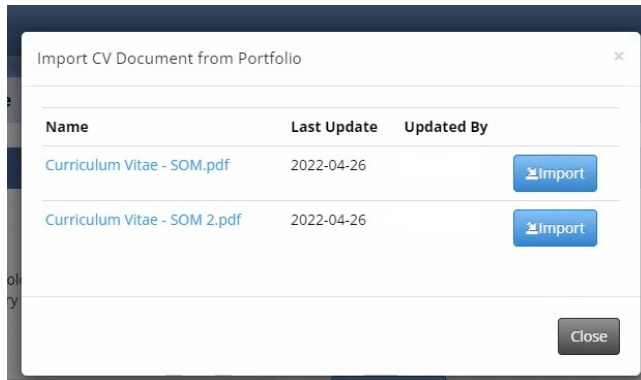 Import CV Document from Portfolio ×
Name Last Update Updated By
Curriculum Vitae - SOM.pdf 2022-04-26 Import
Curriculum Vitae - SOM 2.pdf 2022-04-26 Import
Close